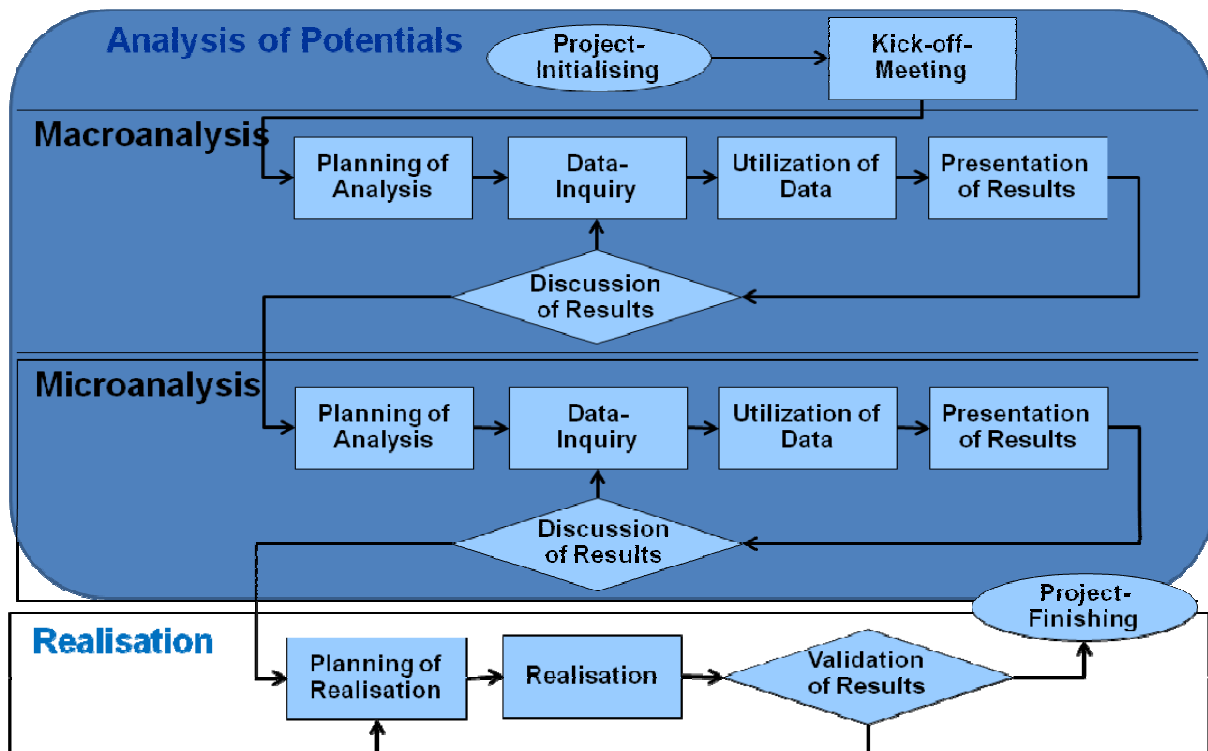 Analysis of Potentials
Project-
Initialising
Kick-off-
Meeting
Macroanalysis
Planning of
Analysis
Data-
Inquiry
Utilization of
Data
Presentation
of Results
Discussion
of Results
Microanalysis
Planning of
Analysis
Data-
Inquiry
Utilization of
Data
Presentation
of Results
Discussion
of Results
Project-
Finishing
Realisation
Planning of
Realisation
Realisation
Validation
of Results